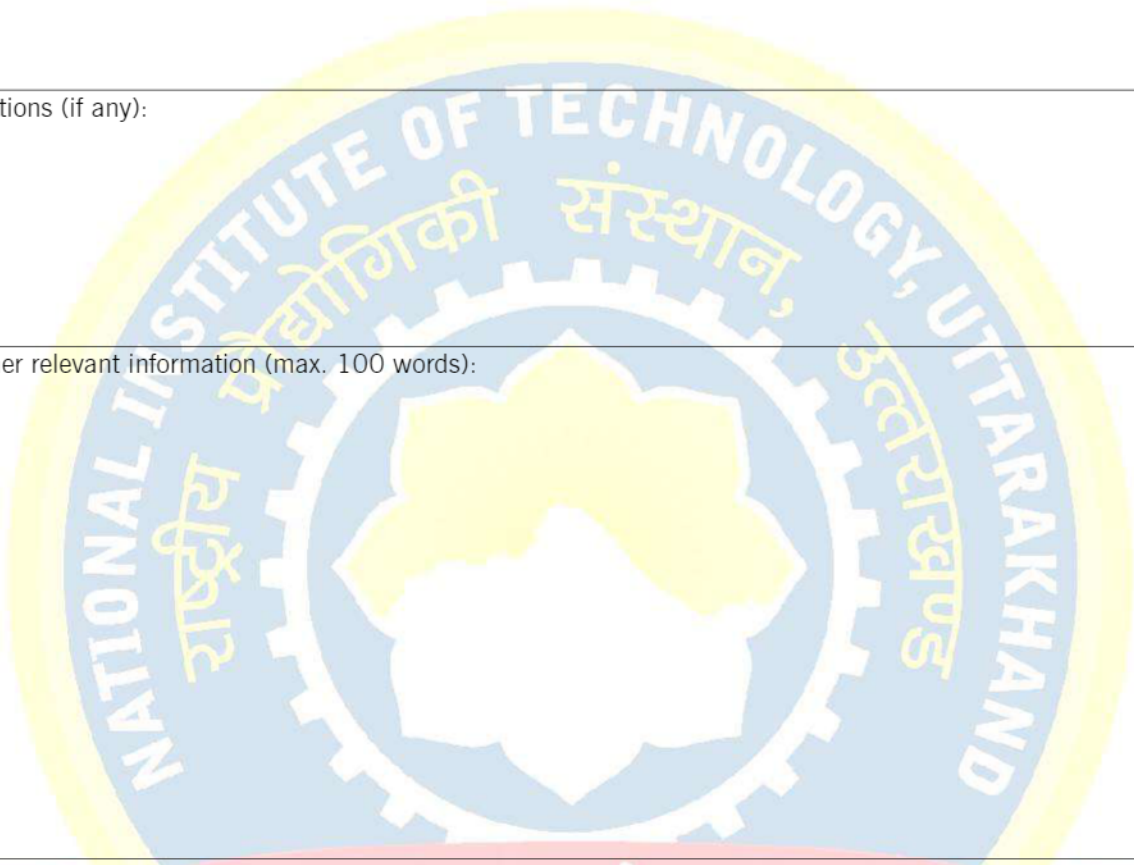 tions (if any):
er relevant information (max. 100 words):
NATIONAL INSTITUTE OF TECHNOLOGY, UTTARAKHAND
राष्ट्रीय प्रौद्योगिकी संस्थान, उत्तराखण्ड